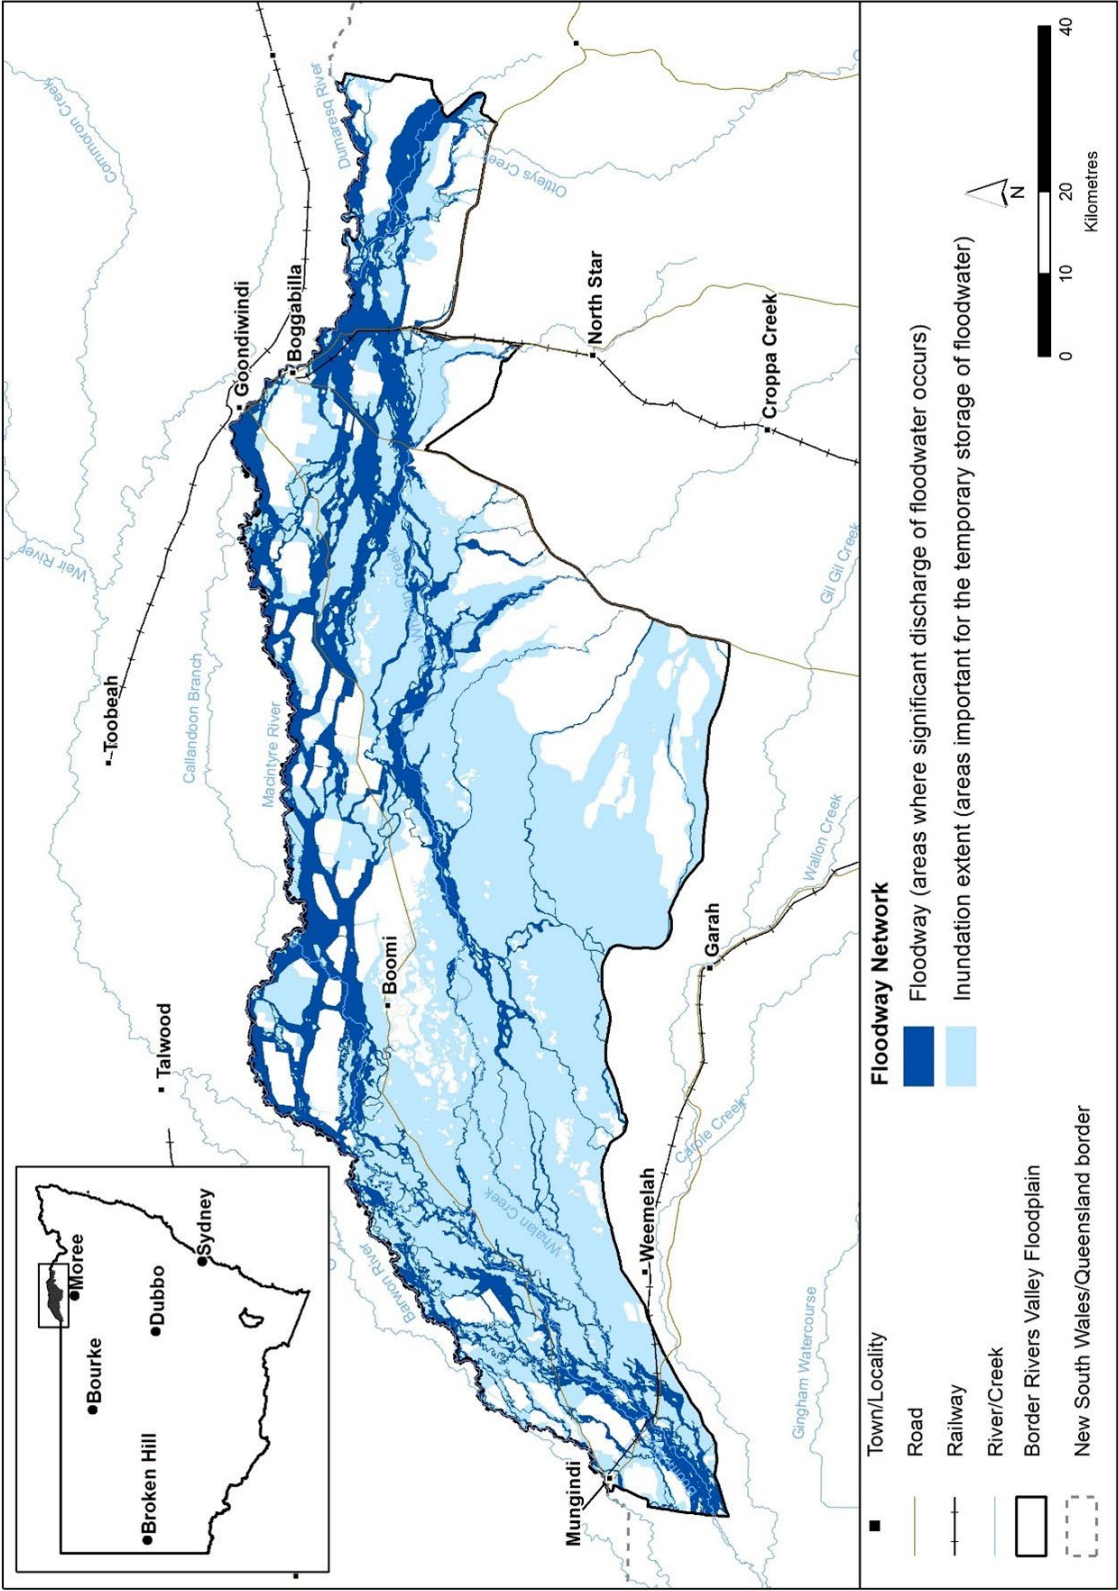 Moree
Bourke
Broken Hill
Dubbo
Sydney
Talwood
Toobeah
Weir River
Commoron Creek
Callandoon Branch
Macintyre River
Goondiwindi
Boggabilla
Dumaresq River
Ottleys Creek
Barwon River
Boomi
Whalan Creek
Whalan Creek
North Star
Croppa Creek
Gil Gil Creek
Mungindi
Boomi
Weemelah
Garah
Carole Creek
Wallon Creek
Gingham Watercourse
Town/Locality
Road
Railway
River/Creek
Border Rivers Valley Floodplain
New South Wales/Queensland border
Floodway Network
Floodway (areas where significant discharge of floodwater occurs)
Inundation extent (areas important for the temporary storage of floodwater)
N
0 10 20 40
Kilometres